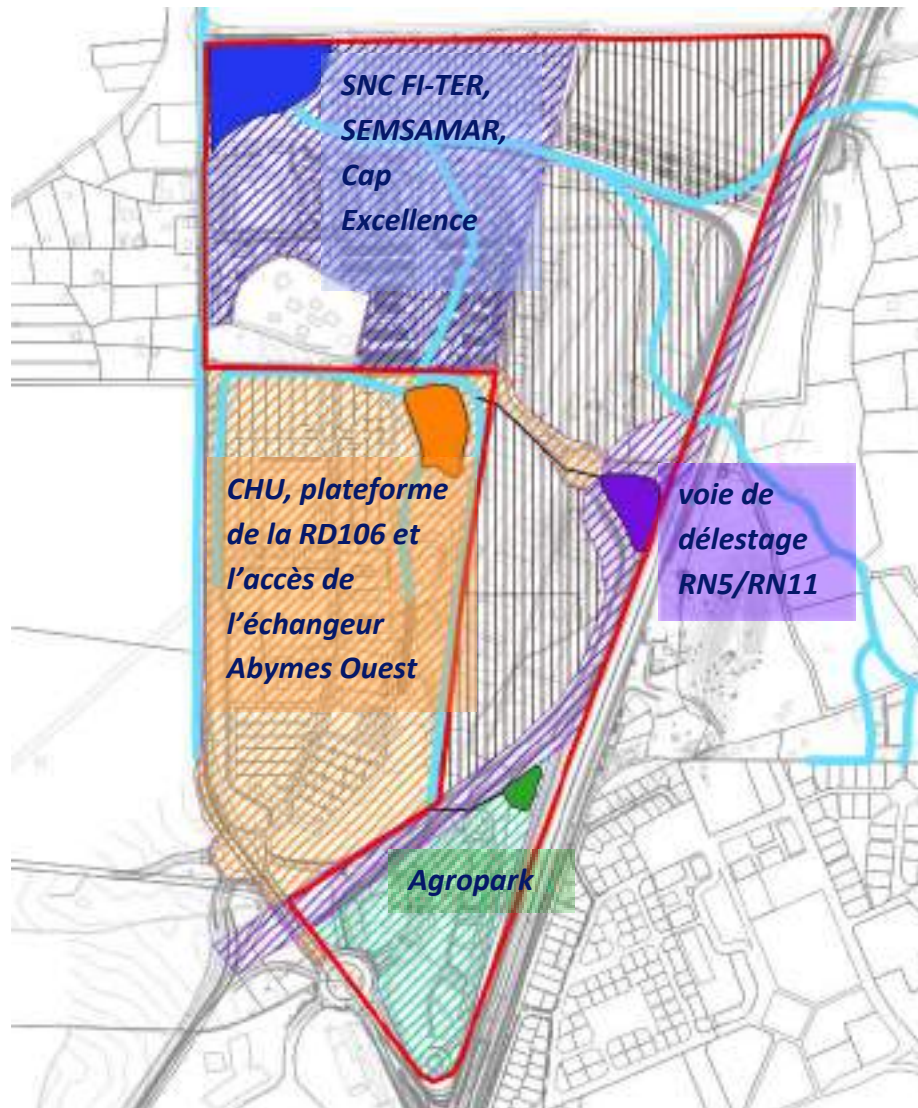 SNC FI-TER,
SEMSAMAR,
Cap
Excellence
CHU, plateforme
de la RD106 et
l’accès de
l’échangeur
Abymes Ouest
voie de
délestage
RN5/RN11
Agropark